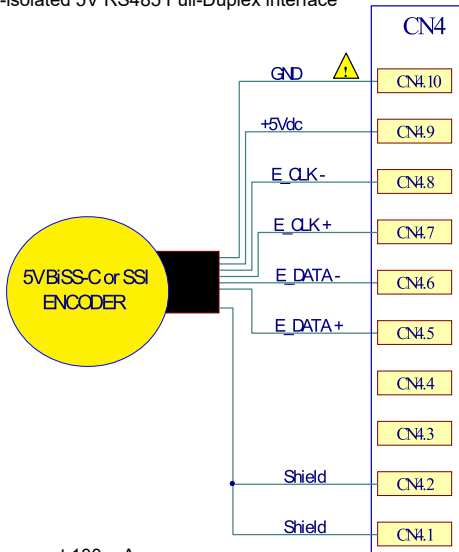 -isolated 5V RS485 Full-Duplex interface
CN4
GND
!
CN4.10
+5Vdc
CN4.9
E_CLK-
CN4.8
E_CLK+
CN4.7
5V BiSS-C or SSI
ENCODER
E_DATA-
CN4.6
E_DATA+
CN4.5
CN4.4
CN4.3
Shield
CN4.2
Shield
CN4.1